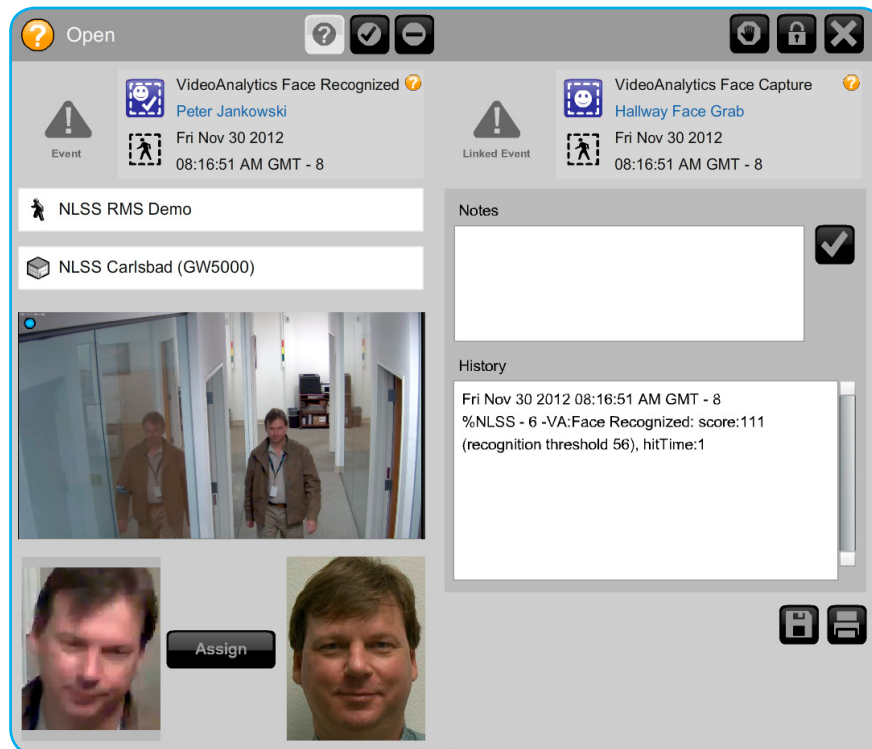 Open
VideoAnalytics Face Recognized
Peter Jankowski
Fri Nov 30 2012
08:16:51 AM GMT - 8
Event
VideoAnalytics Face Capture
Hallway Face Grab
Fri Nov 30 2012
08:16:51 AM GMT - 8
Linked Event
NLSS RMS Demo
NLSS Carlsbad (GW5000)
Notes
History
Fri Nov 30 2012 08:16:51 AM GMT - 8
%NLSS - 6 -VA:Face Recognized: score:111
(recognition threshold 56), hitTime:1
Assign